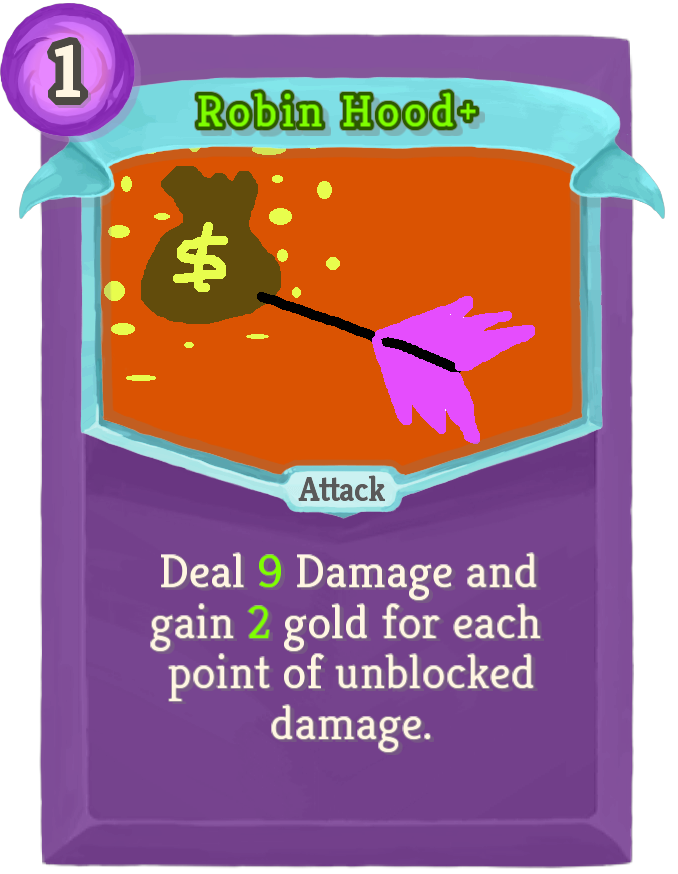 1
Robin Hood+
$
Attack
Deal 9 Damage and
gain 2 gold for each
point of unblocked
damage.